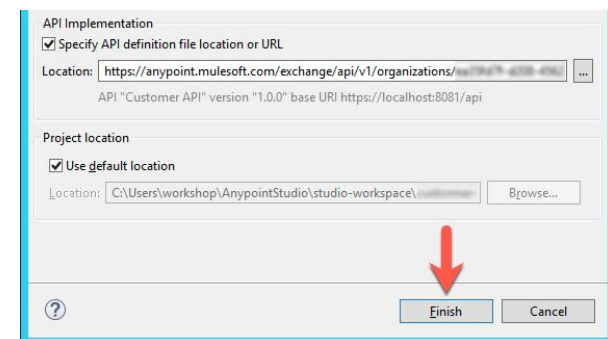 API Implementation
Specify API definition file location or URL
Location: https://anypoint.mulesoft.com/exchange/api/v1/organizations/ ...
API "Customer API" version "1.0.0" base URI https://localhost:8081/api
Project location
Use default location
Location: C:\Users\workshop\AnypointStudio\studio-workspace\ Browse...
? Finish Cancel